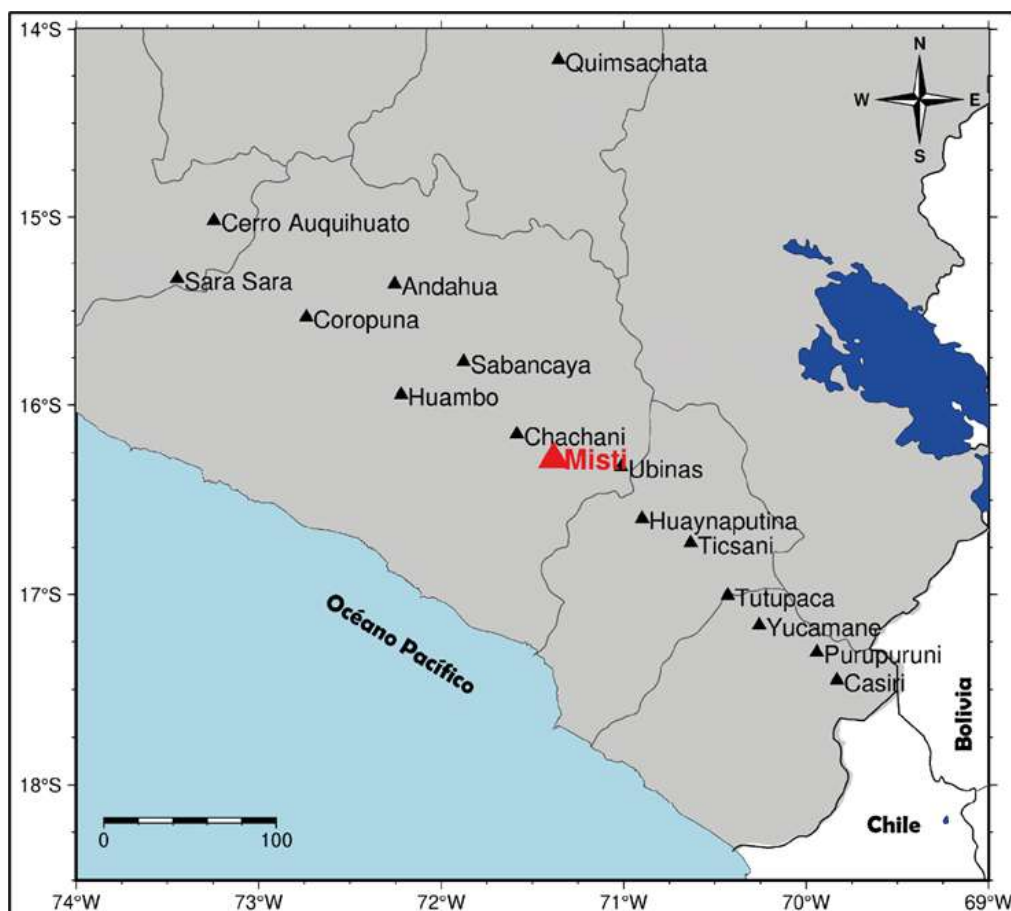 14°S
Quimsachata
N
W
E
S
15°S
Cerro Auquihuato
Sara Sara
Andahua
Coropuna
Sabancaya
16°S
Huambo
Chachani
Misti
Ubinas
Huaynaputina
Ticsani
17°S
Tutupaca
Océano Pacífico
Yucamane
Purupuruni
Casiri
Bolivia
18°S
0
100
Chile
74°W
73°W
72°W
71°W
70°W
69°W